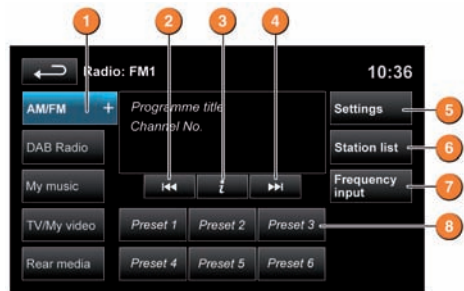 1 2 3 4
Radio: FM1 10:36
AM/FM + Programme title Settings 5
Channel No.
DAB Radio Station list 6
My music i Frequency input 7
TV/My video Preset 1 Preset 2 Preset 3 8
Rear media Preset 4 Preset 5 Preset 6